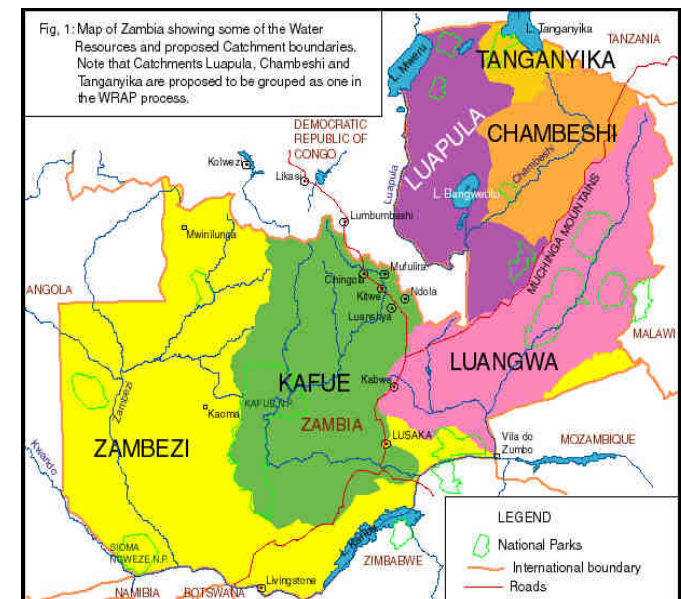 Fig, 1: Map of Zambia showing some of the Water
Resources and proposed Catchment boundaries.
Note that Catchments Luapula, Chambeshi and
Tanganyika are proposed to be grouped as one in
the WRAP process.
L. Tanganyika
TANZANIA
L. Mweru
TANGANYIKA
DEMOCRATIC
REPUBLIC OF
CONGO
LUAPULA
CHAMBESHI
Kolwezi
Likasi
Luapula
Chambeshi
L. Bangweulu
Lumbumbashi
Mwinilunga
MUCHINGA MOUNTAINS
Mufulira
Chingola
Kitwe
Ndola
ANGOLA
Luanshya
MALAWI
LUANGWA
KAFUE
Kabwe
Zambezi
KAFUE N.P.
Kaoma
ZAMBIA
ZAMBEZI
LUSAKA
Vila do
Zumbo
MOZAMBIQUE
Kwando
LEGEND
National Parks
SIOMA
NGWEZE N.P.
L. Kariba
ZIMBABWE
International boundary
Livingstone
Roads
NAMIBIA
BOTSWANA